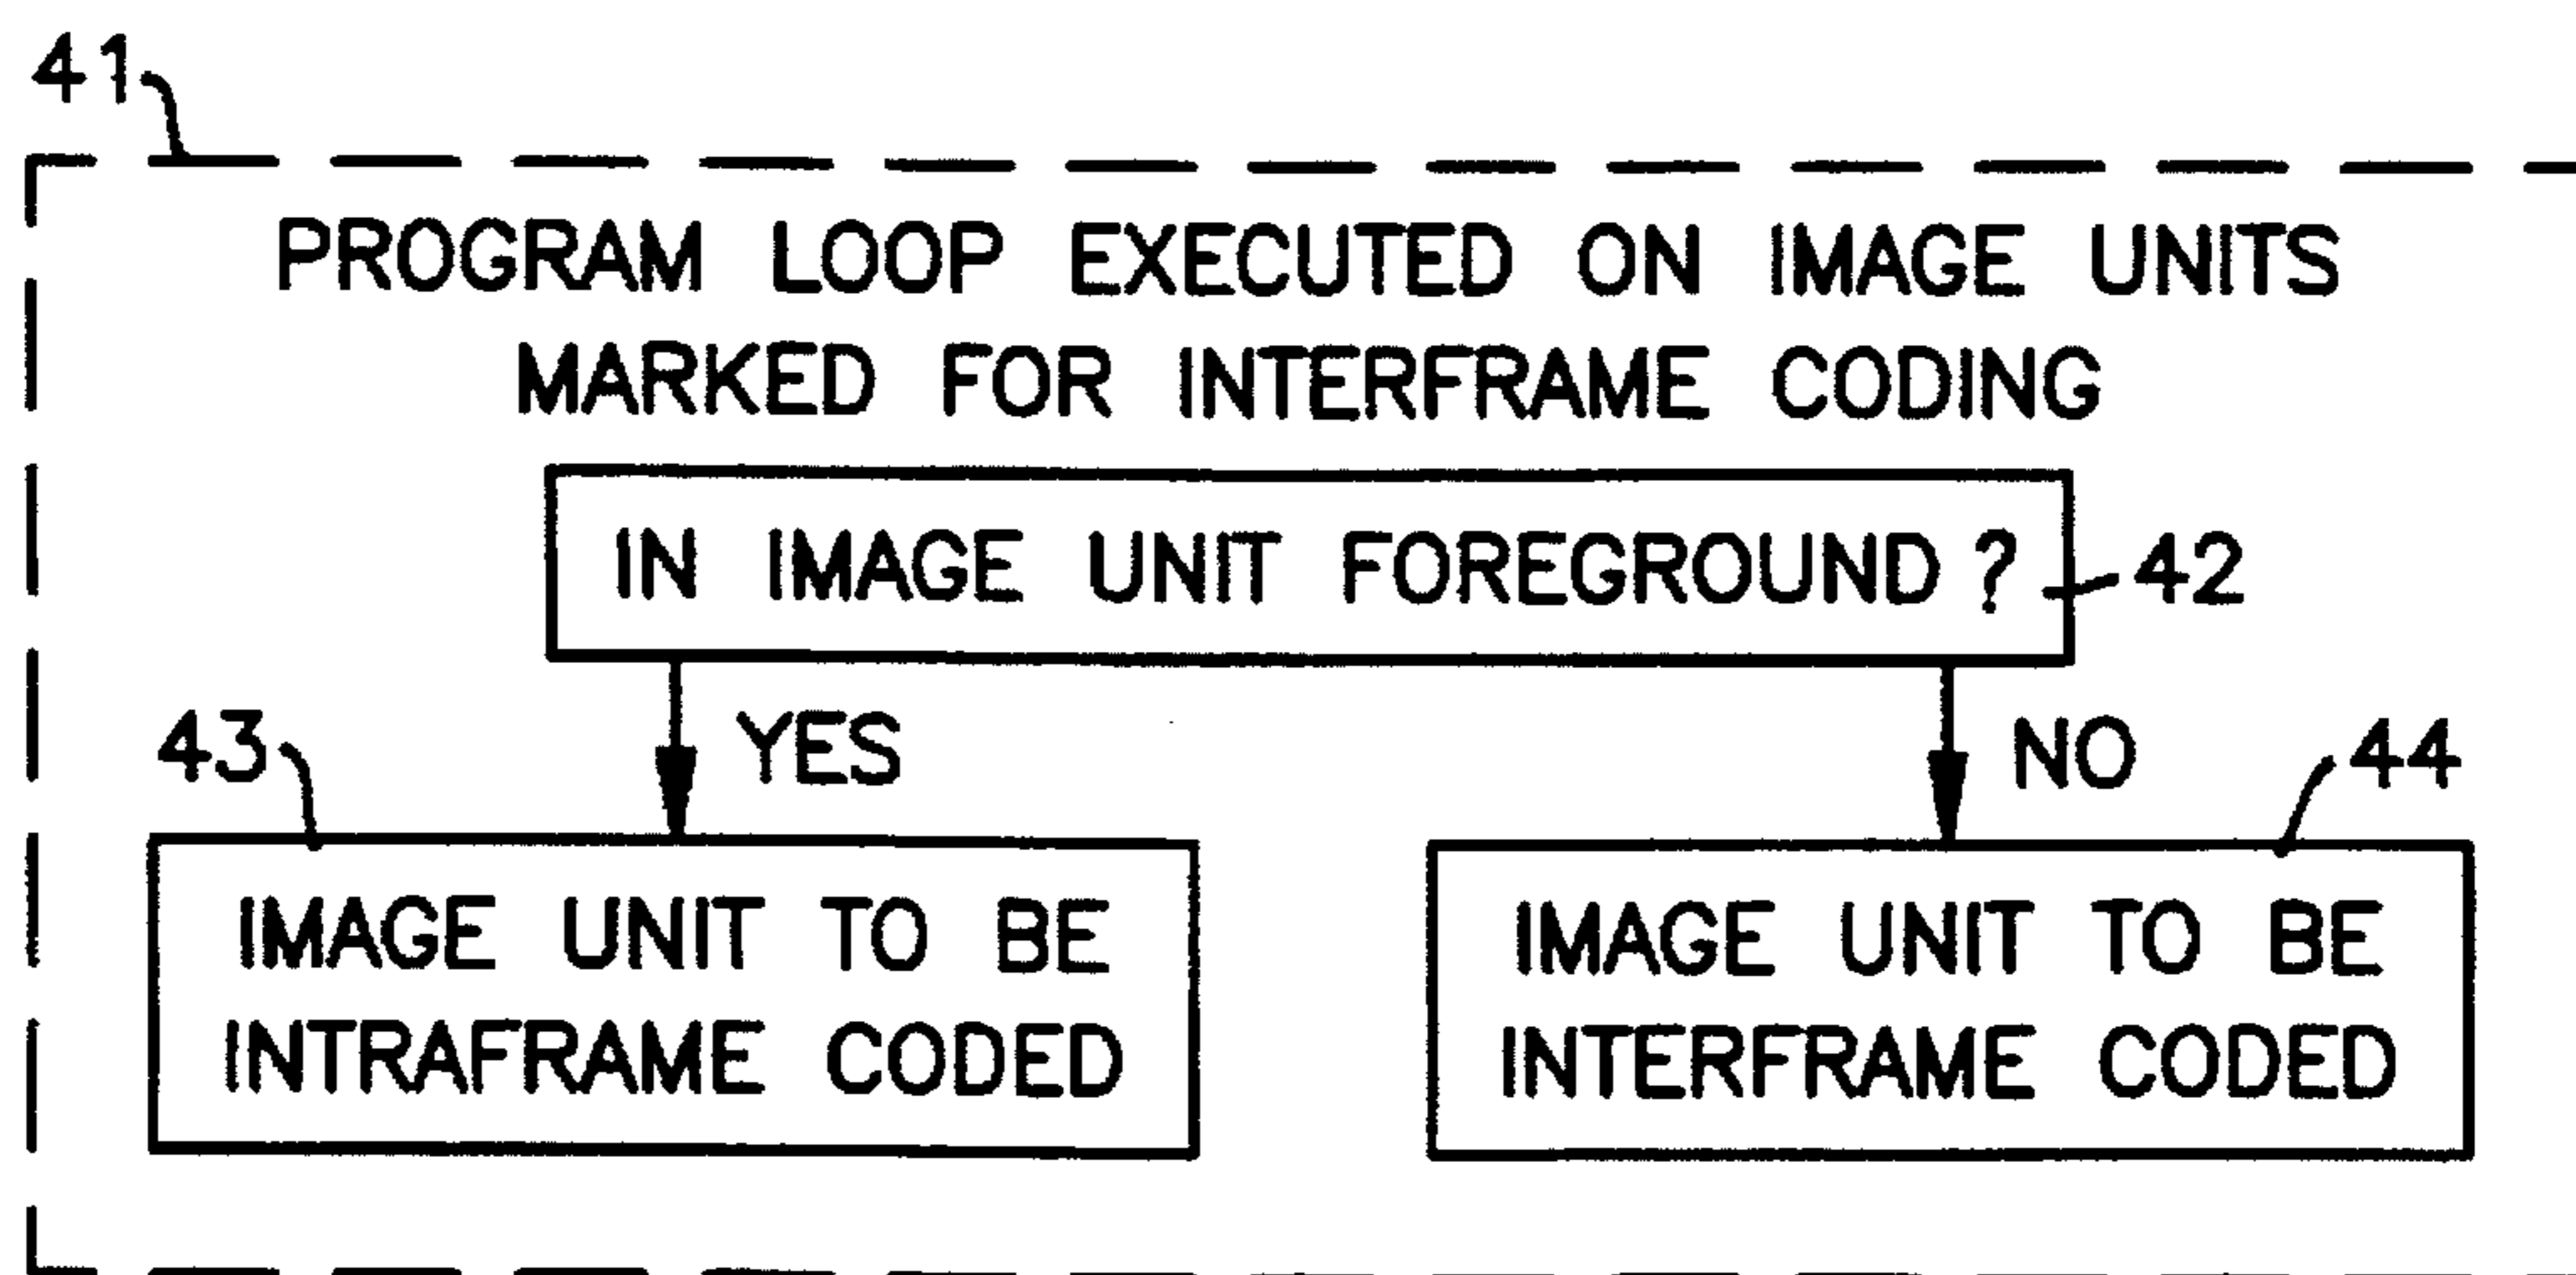 41
PROGRAM LOOP EXECUTED ON IMAGE UNITS
MARKED FOR INTERFRAME CODING
IN IMAGE UNIT FOREGROUND ?
42
43
YES
NO
44
IMAGE UNIT TO BE
INTRAFRAME CODED
IMAGE UNIT TO BE
INTERFRAME CODED